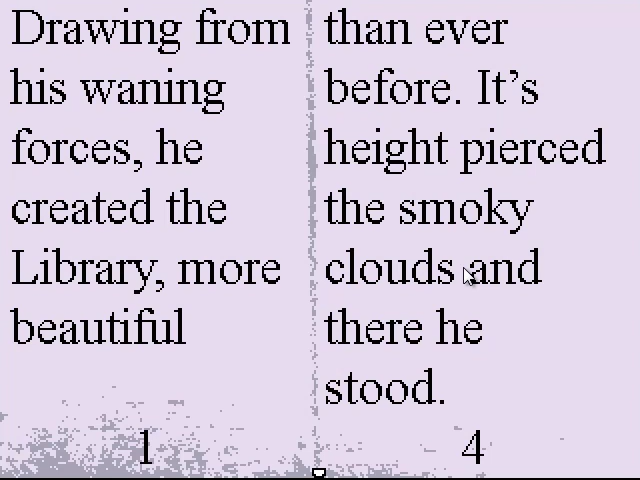 Drawing from
his waning
forces, he
created the
Library, more
beautiful
1
than ever
before. It’s
height pierced
the smoky
clouds and
there he
stood.
4